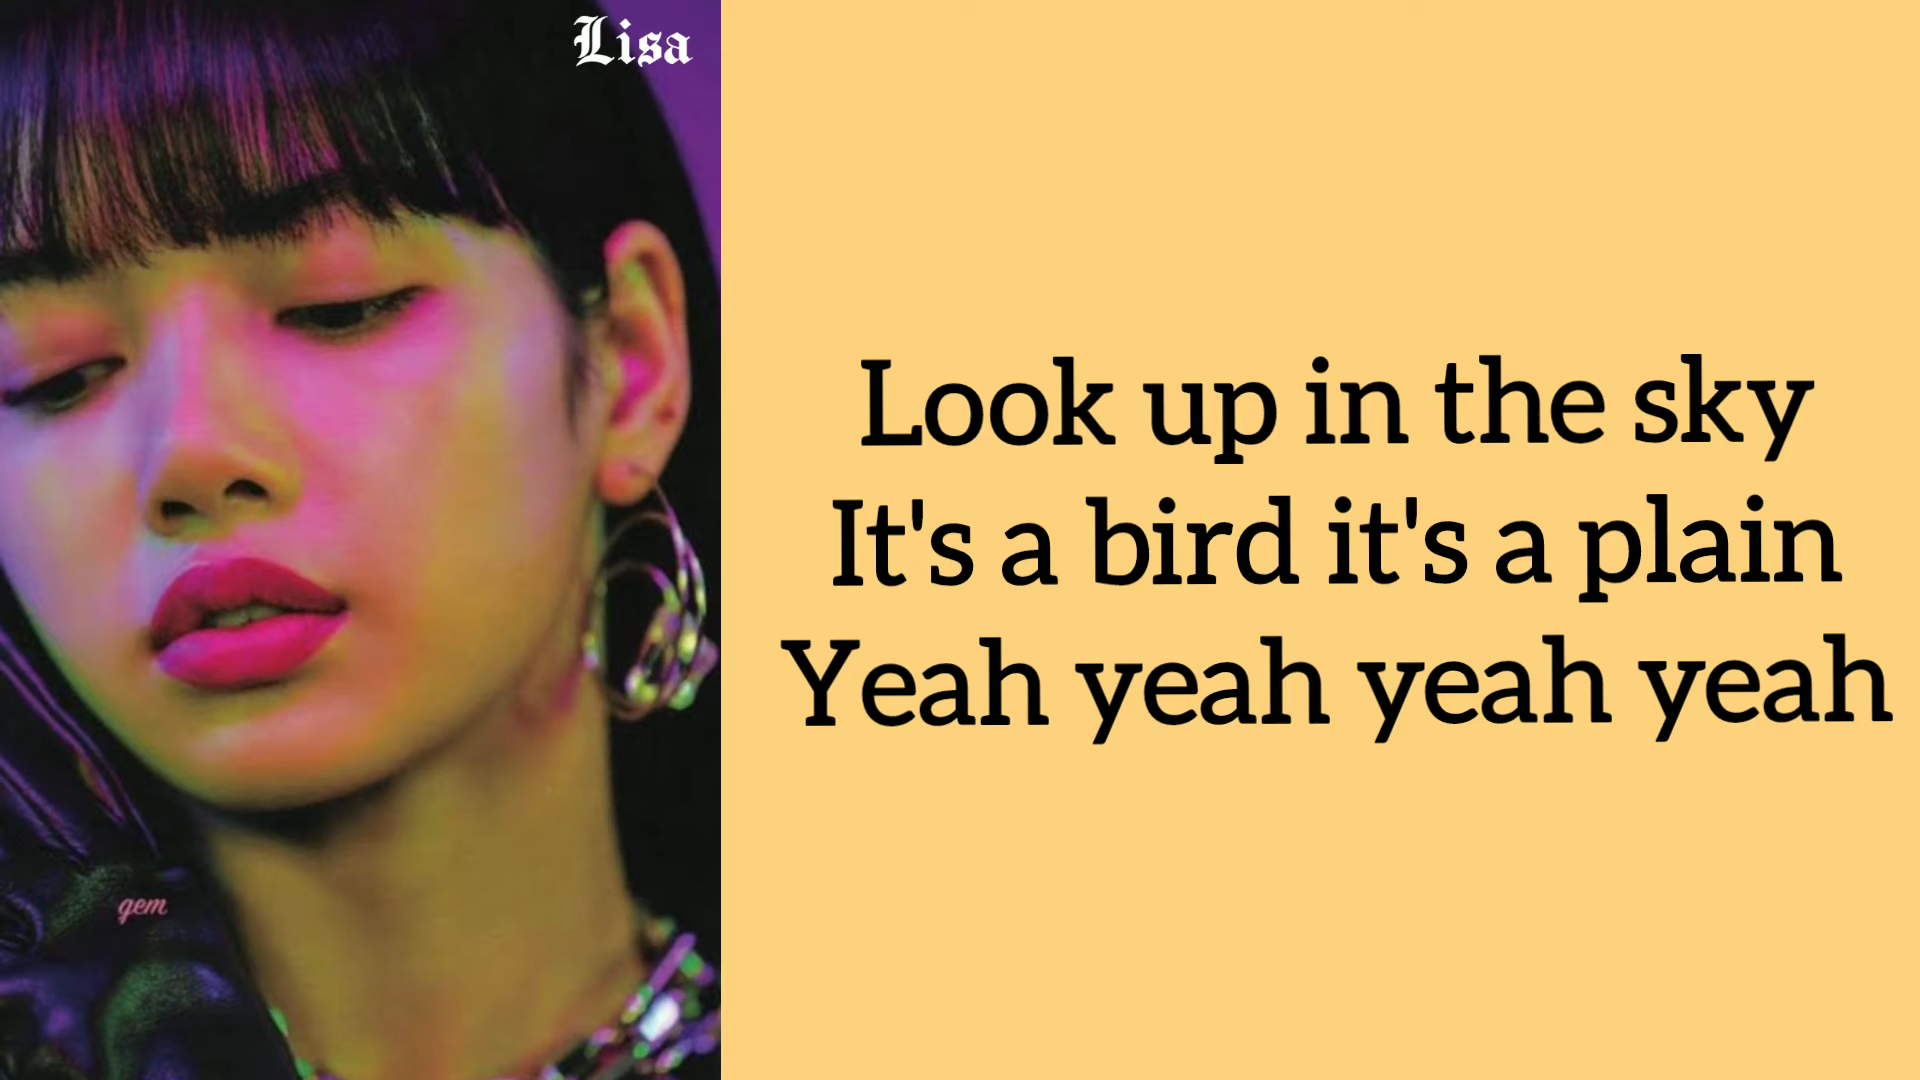 Lisa
Look up in the sky
It's a bird it's a plain
Yeah yeah yeah yeah
gem